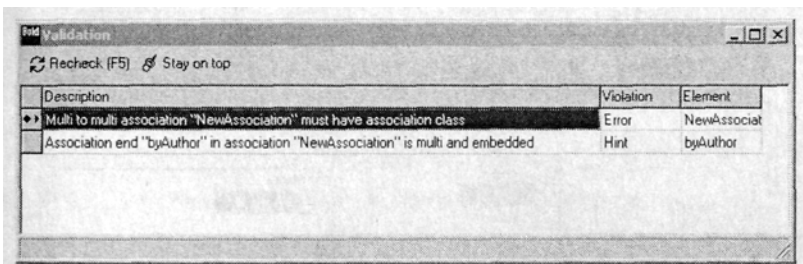 Bold Validation
Recheck (F5) Stay on top
Description Violation Element
Multi to multi association "NewAssociation" must have association class Error NewAssociat
Association end "byAuthor" in association "NewAssociation" is multi and embedded Hint byAuthor